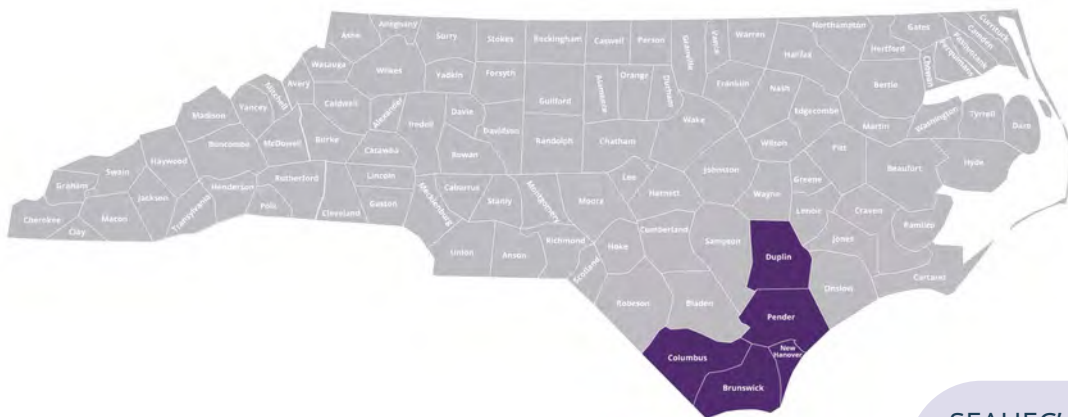 Northampton
Gates
Currituck
Camden
Pasquotank
Perquimans
Chowan
Alleghany
Ashe
Surry
Stokes
Rockingham
Caswell
Person
Granville
Vance
Warren
Halifax
Hertford
Bertie
Watauga
Wilkes
Yadkin
Forsyth
Guilford
Alamance
Orange
Durham
Franklin
Nash
Edgecombe
Martin
Washington
Tyrrell
Dare
Avery
Mitchell
Yancey
Madison
Caldwell
Alexander
Iredell
Davie
Davidson
Randolph
Chatham
Wake
Wilson
Pitt
Beaufort
Hyde
Buncombe
McDowell
Burke
Catawba
Rowan
Haywood
Swain
Graham
Cherokee
Clay
Macon
Jackson
Transylvania
Henderson
Polk
Rutherford
Cleveland
Lincoln
Gaston
Mecklenburg
Caborrus
Stanly
Montgomery
Moore
Lee
Harnett
Johnston
Wayne
Greene
Lenoir
Craven
Pamlico
Jones
Carteret
Union
Anson
Richmond
Scotland
Hoke
Cumberland
Sampson
Duplin
Onslow
Robeson
Bladen
Pender
Columbus
New
Hanover
Brunswick